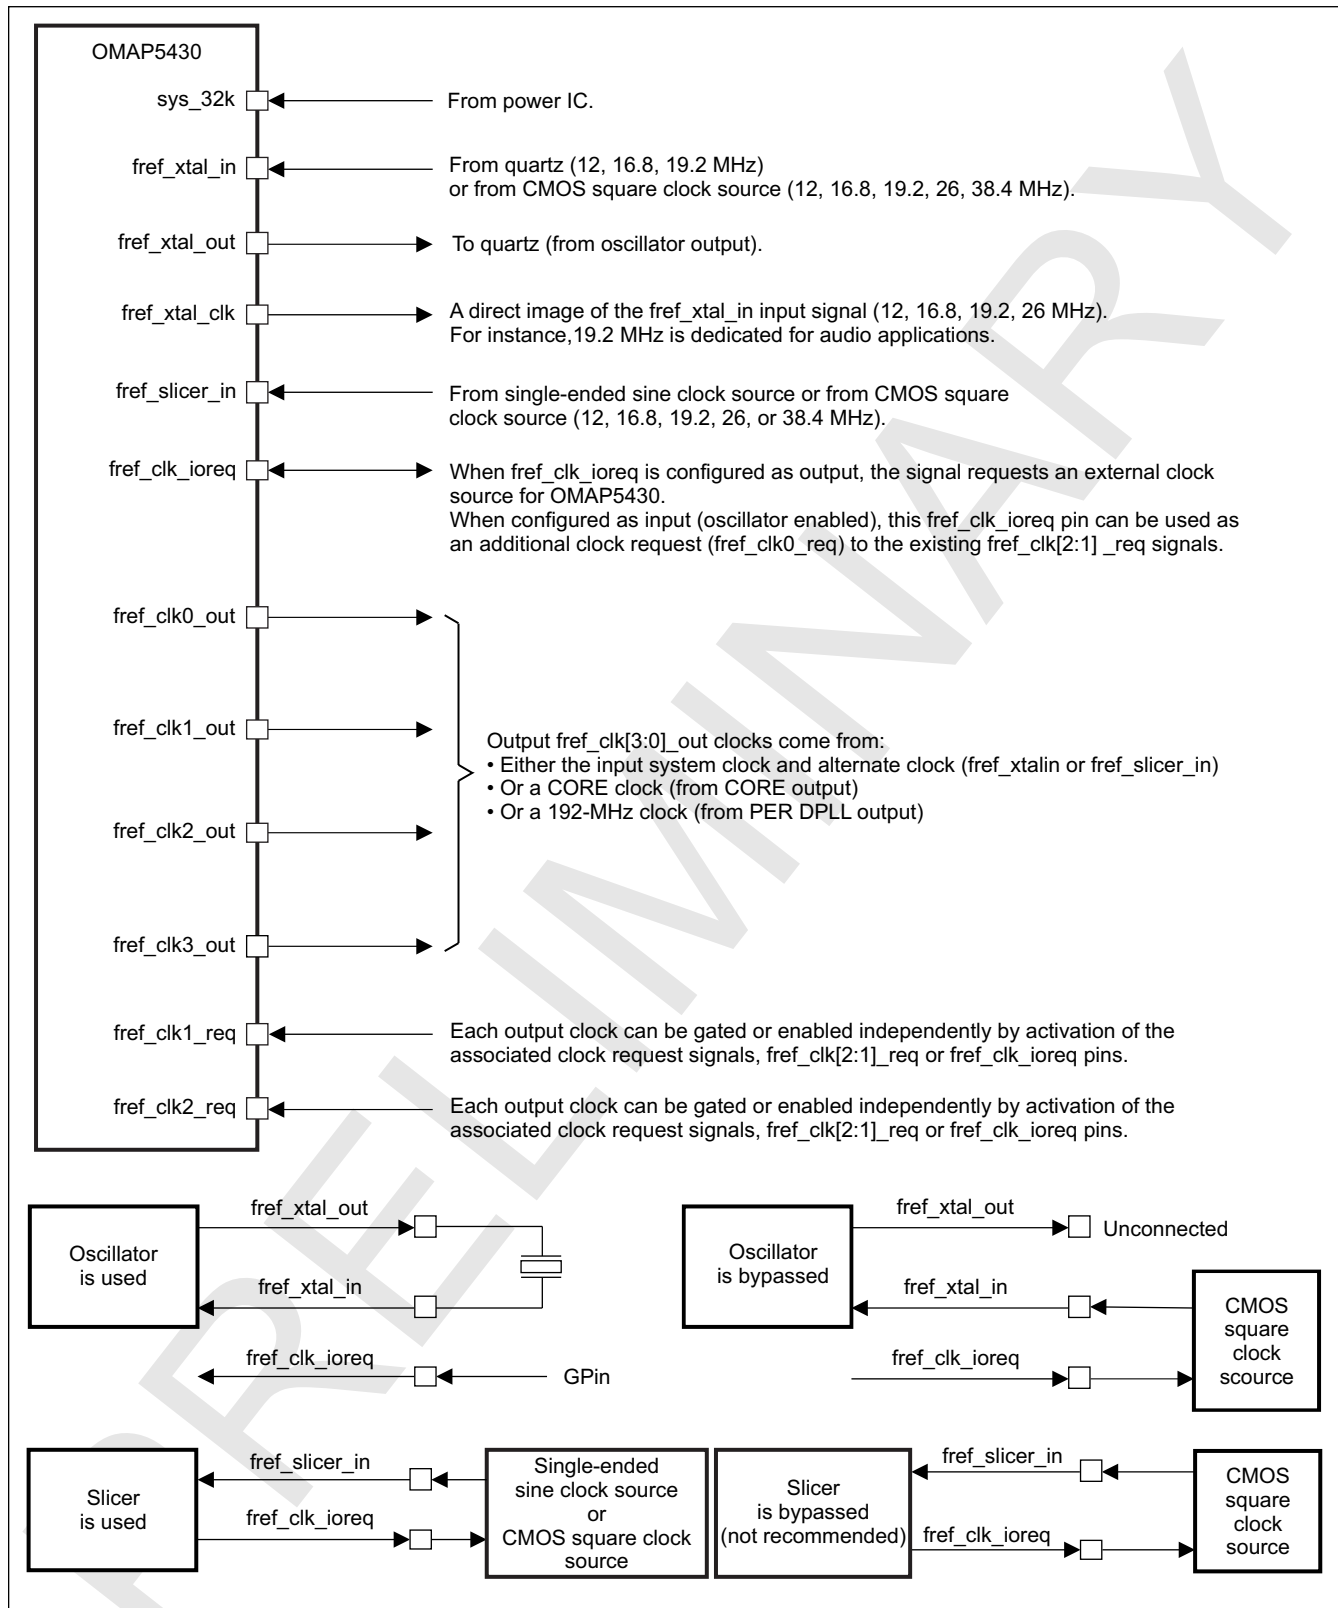 OMAP5430
sys_32k
From power IC.
fref_xtal_in
From quartz (12, 16.8, 19.2 MHz)
or from CMOS square clock source (12, 16.8, 19.2, 26, 38.4 MHz).
fref_xtal_out
To quartz (from oscillator output).
fref_xtal_clk
A direct image of the fref_xtal_in input signal (12, 16.8, 19.2, 26 MHz).
For instance,19.2 MHz is dedicated for audio applications.
fref_slicer_in
From single-ended sine clock source or from CMOS square
clock source (12, 16.8, 19.2, 26, or 38.4 MHz).
fref_clk_ioreq
When fref_clk_ioreq is configured as output, the signal requests an external clock
source for OMAP5430.
When configured as input (oscillator enabled), this fref_clk_ioreq pin can be used as
an additional clock request (fref_clk0_req) to the existing fref_clk[2:1] _req signals.
fref_clk0_out
fref_clk1_out
Output fref_clk[3:0]_out clocks come from:
• Either the input system clock and alternate clock (fref_xtalin or fref_slicer_in)
• Or a CORE clock (from CORE output)
• Or a 192-MHz clock (from PER DPLL output)
fref_clk2_out
fref_clk3_out
fref_clk1_req
Each output clock can be gated or enabled independently by activation of the
associated clock request signals, fref_clk[2:1]_req or fref_clk_ioreq pins.
fref_clk2_req
Each output clock can be gated or enabled independently by activation of the
associated clock request signals, fref_clk[2:1]_req or fref_clk_ioreq pins.
Oscillator
is used
fref_xtal_out
fref_xtal_in
fref_clk_ioreq
GPin
Oscillator
is bypassed
fref_xtal_out
Unconnected
fref_xtal_in
fref_clk_ioreq
CMOS
square
clock
scource
Slicer
is used
fref_slicer_in
fref_clk_ioreq
Single-ended
sine clock source
or
CMOS square clock
source
Slicer
is bypassed
(not recommended)
fref_slicer_in
fref_clk_ioreq
CMOS
square
clock
source
PRELIMINARY